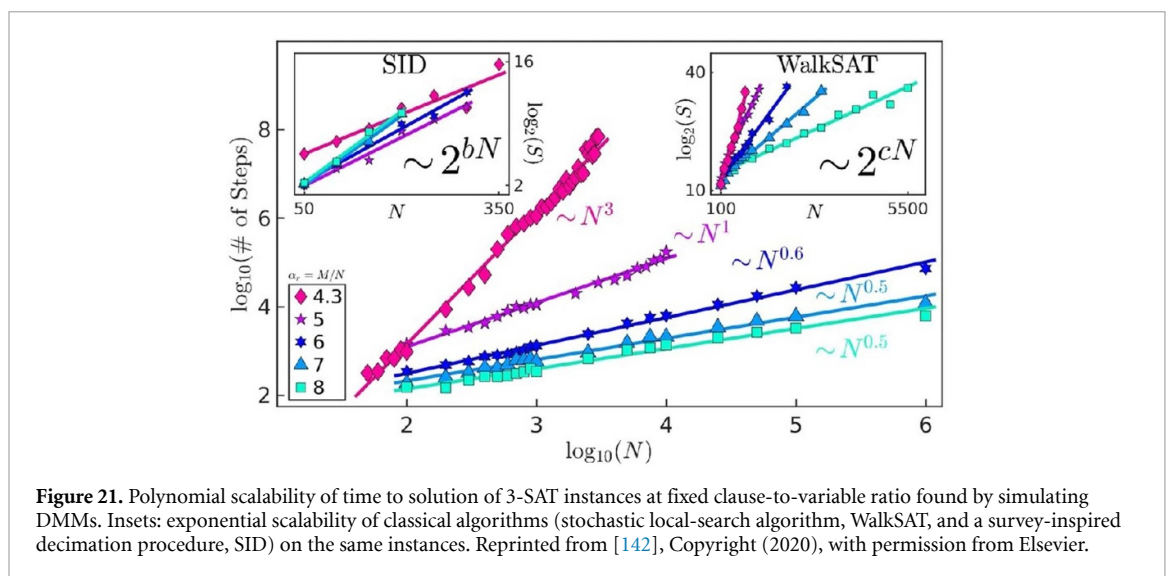 SID
16
log₂(S)
2
~2^{bN}
50
N
350
WalkSAT
40
log₂(S)
10
~2^{cN}
100
N
5500
log₁₀(# of Steps)
8
6
4
2
~N³
~N¹
~N^{0.6}
~N^{0.5}
~N^{0.5}
αᵣ = M/N
4.3
5
6
7
8
2
3
4
5
6
log₁₀(N)
Figure 21. Polynomial scalability of time to solution of 3-SAT instances at fixed clause-to-variable ratio found by simulating
DMMs. Insets: exponential scalability of classical algorithms (stochastic local-search algorithm, WalkSAT, and a survey-inspired
decimation procedure, SID) on the same instances. Reprinted from [142], Copyright (2020), with permission from Elsevier.